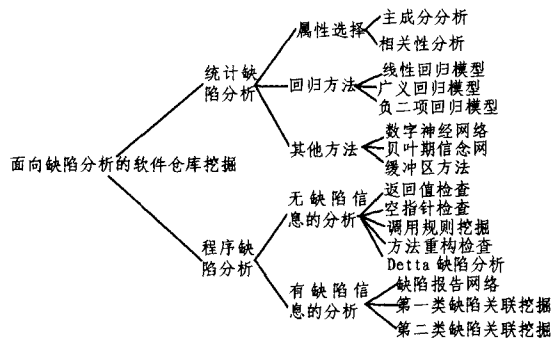 属性选择
主成分分析
相关性分析
统计缺
陷分析
回归方法
线性回归模型
广义回归模型
负二项回归模型
其他方法
数字神经网络
贝叶期信念网
缓冲区方法
面向缺陷分析的软件仓库挖掘
程序缺
陷分析
无缺陷信
息的分析
返回值检查
空指针检查
调用规则挖掘
方法重构检查
Detta缺陷分析
有缺陷信
息的分析
缺陷报告网络
第一类缺陷关联挖掘
第二类缺陷关联挖掘